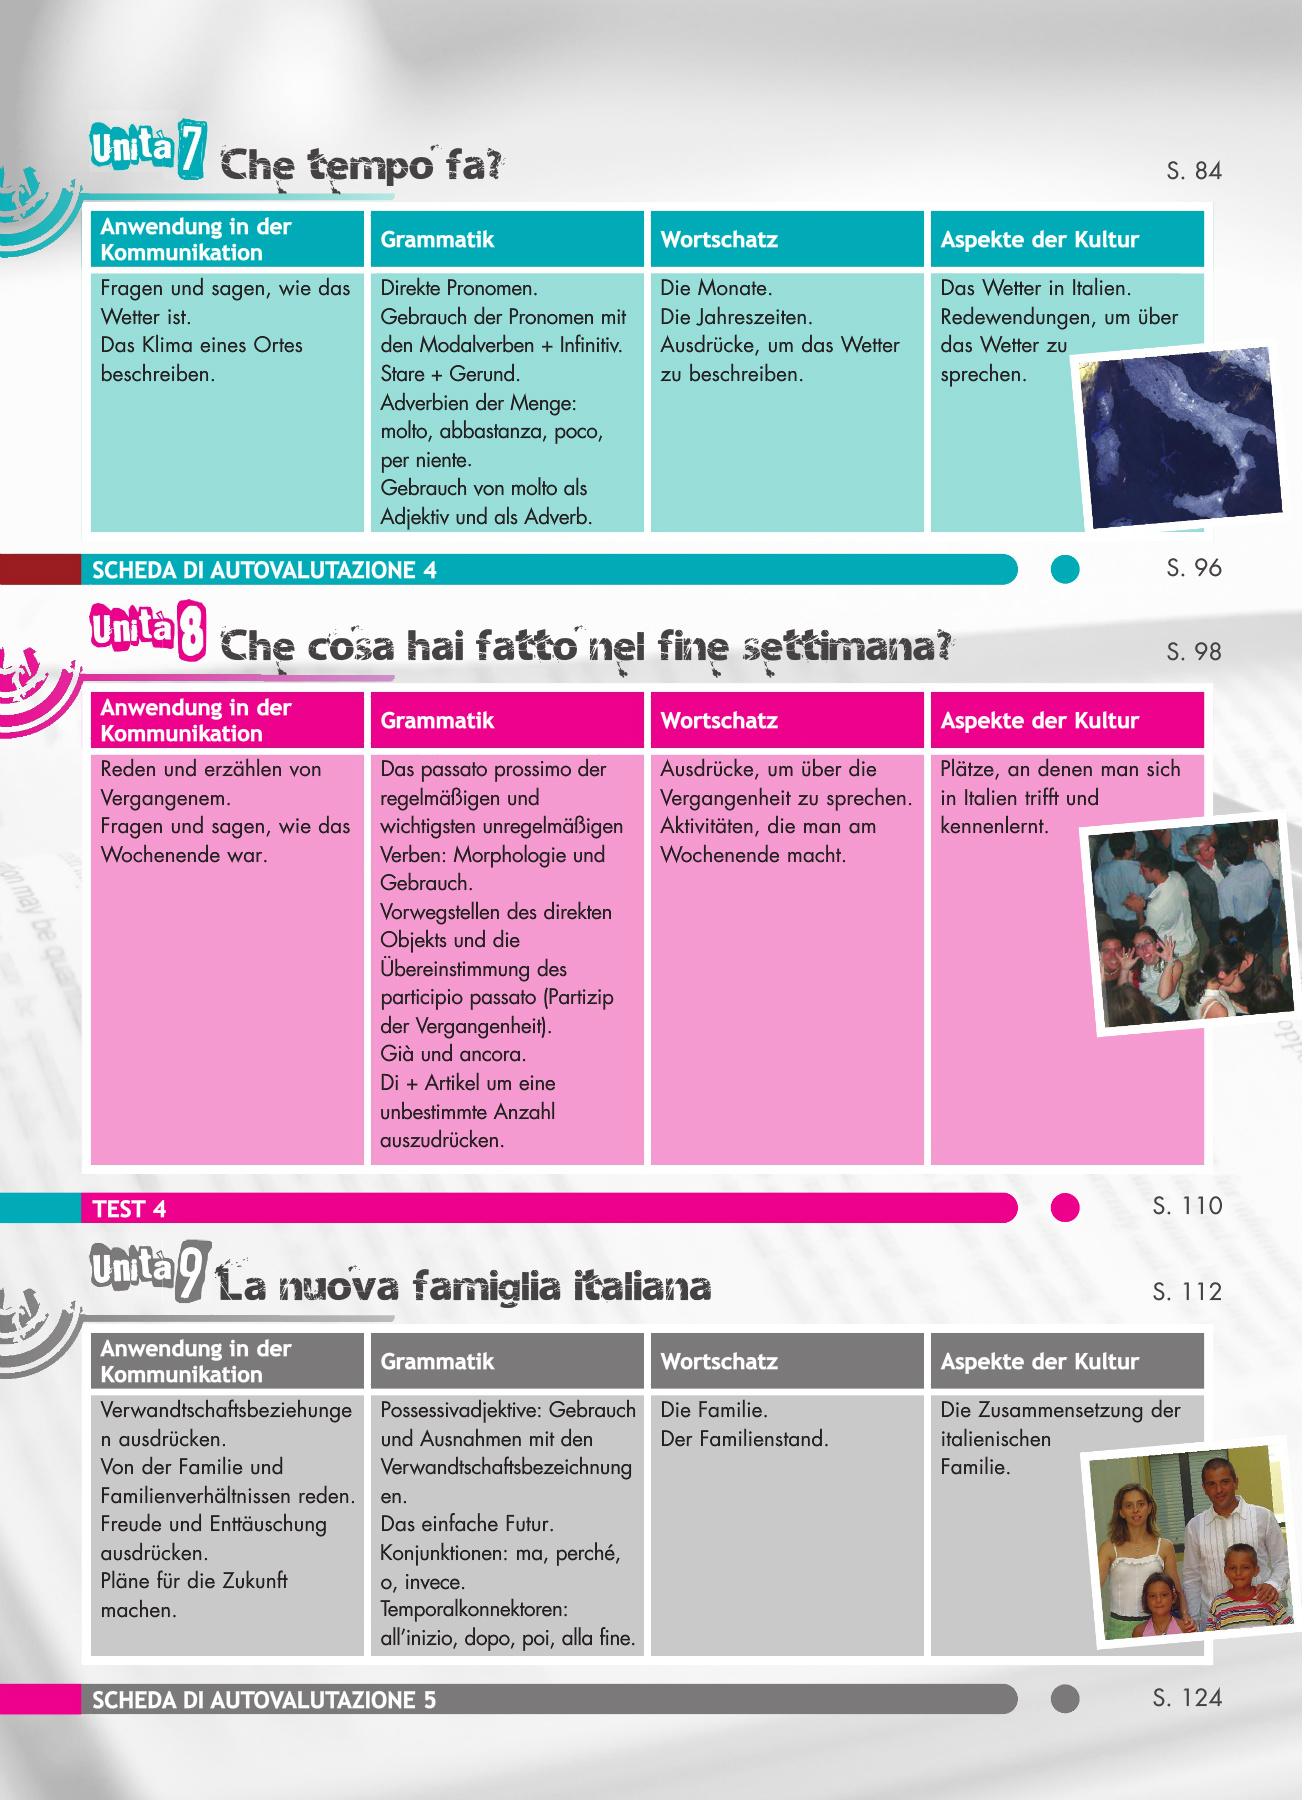 Unità 7 Che tempo fa? S. 84
Anwendung in der
Kommunikation
Fragen und sagen, wie das
Wetter ist.
Das Klima eines Ortes
beschreiben.
Grammatik
Direkte Pronomen.
Gebrauch der Pronomen mit
den Modalverben + Infinitiv.
Stare + Gerund.
Adverbien der Menge:
molto, abbastanza, poco,
per niente.
Gebrauch von molto als
Adjektiv und als Adverb.
Wortschatz
Die Monate.
Die Jahreszeiten.
Ausdrücke, um das Wetter
zu beschreiben.
Aspekte der Kultur
Das Wetter in Italien.
Redewendungen, um über
das Wetter zu
sprechen.
SCHEDA DI AUTOVALUTAZIONE 4 S. 96
Unità 8 Che cosa hai fatto nel fine settimana? S. 98
Anwendung in der
Kommunikation
Reden und erzählen von
Vergangenem.
Fragen und sagen, wie das
Wochenende war.
Grammatik
Das passato prossimo der
regelmäßigen und
wichtigsten unregelmäßigen
Verben: Morphologie und
Gebrauch.
Vorwegstellen des direkten
Objekts und die
Übereinstimmung des
participio passato (Partizip
der Vergangenheit).
Già und ancora.
Di + Artikel um eine
unbestimmte Anzahl
auszudrücken.
Wortschatz
Ausdrücke, um über die
Vergangenheit zu sprechen.
Aktivitäten, die man am
Wochenende macht.
Aspekte der Kultur
Plätze, an denen man sich
in Italien trifft und
kennenlernt.
TEST 4 S. 110
Unità 9 La nuova famiglia italiana S. 112
Anwendung in der
Kommunikation
Verwandtschaftsbeziehunge
n ausdrücken.
Von der Familie und
Familienverhältnissen reden.
Freude und Enttäuschung
ausdrücken.
Pläne für die Zukunft
machen.
Grammatik
Possessivadjektive: Gebrauch
und Ausnahmen mit den
Verwandtschaftsbezeichnung
en.
Das einfache Futur.
Konjunktionen: ma, perché,
o, invece.
Temporalkonnektoren:
all'inizio, dopo, poi, alla fine.
Wortschatz
Die Familie.
Der Familienstand.
Aspekte der Kultur
Die Zusammensetzung der
italienischen
Familie.
SCHEDA DI AUTOVALUTAZIONE 5 S. 124